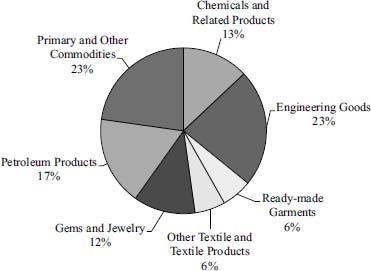 Chemicals and
Related Products
13%
Engineering Goods
23%
Ready-made
Garments
6%
Other Textile and
Textile Products
6%
Gems and Jewelry
12%
Petroleum Products
17%
Primary and Other
Commodities
23%